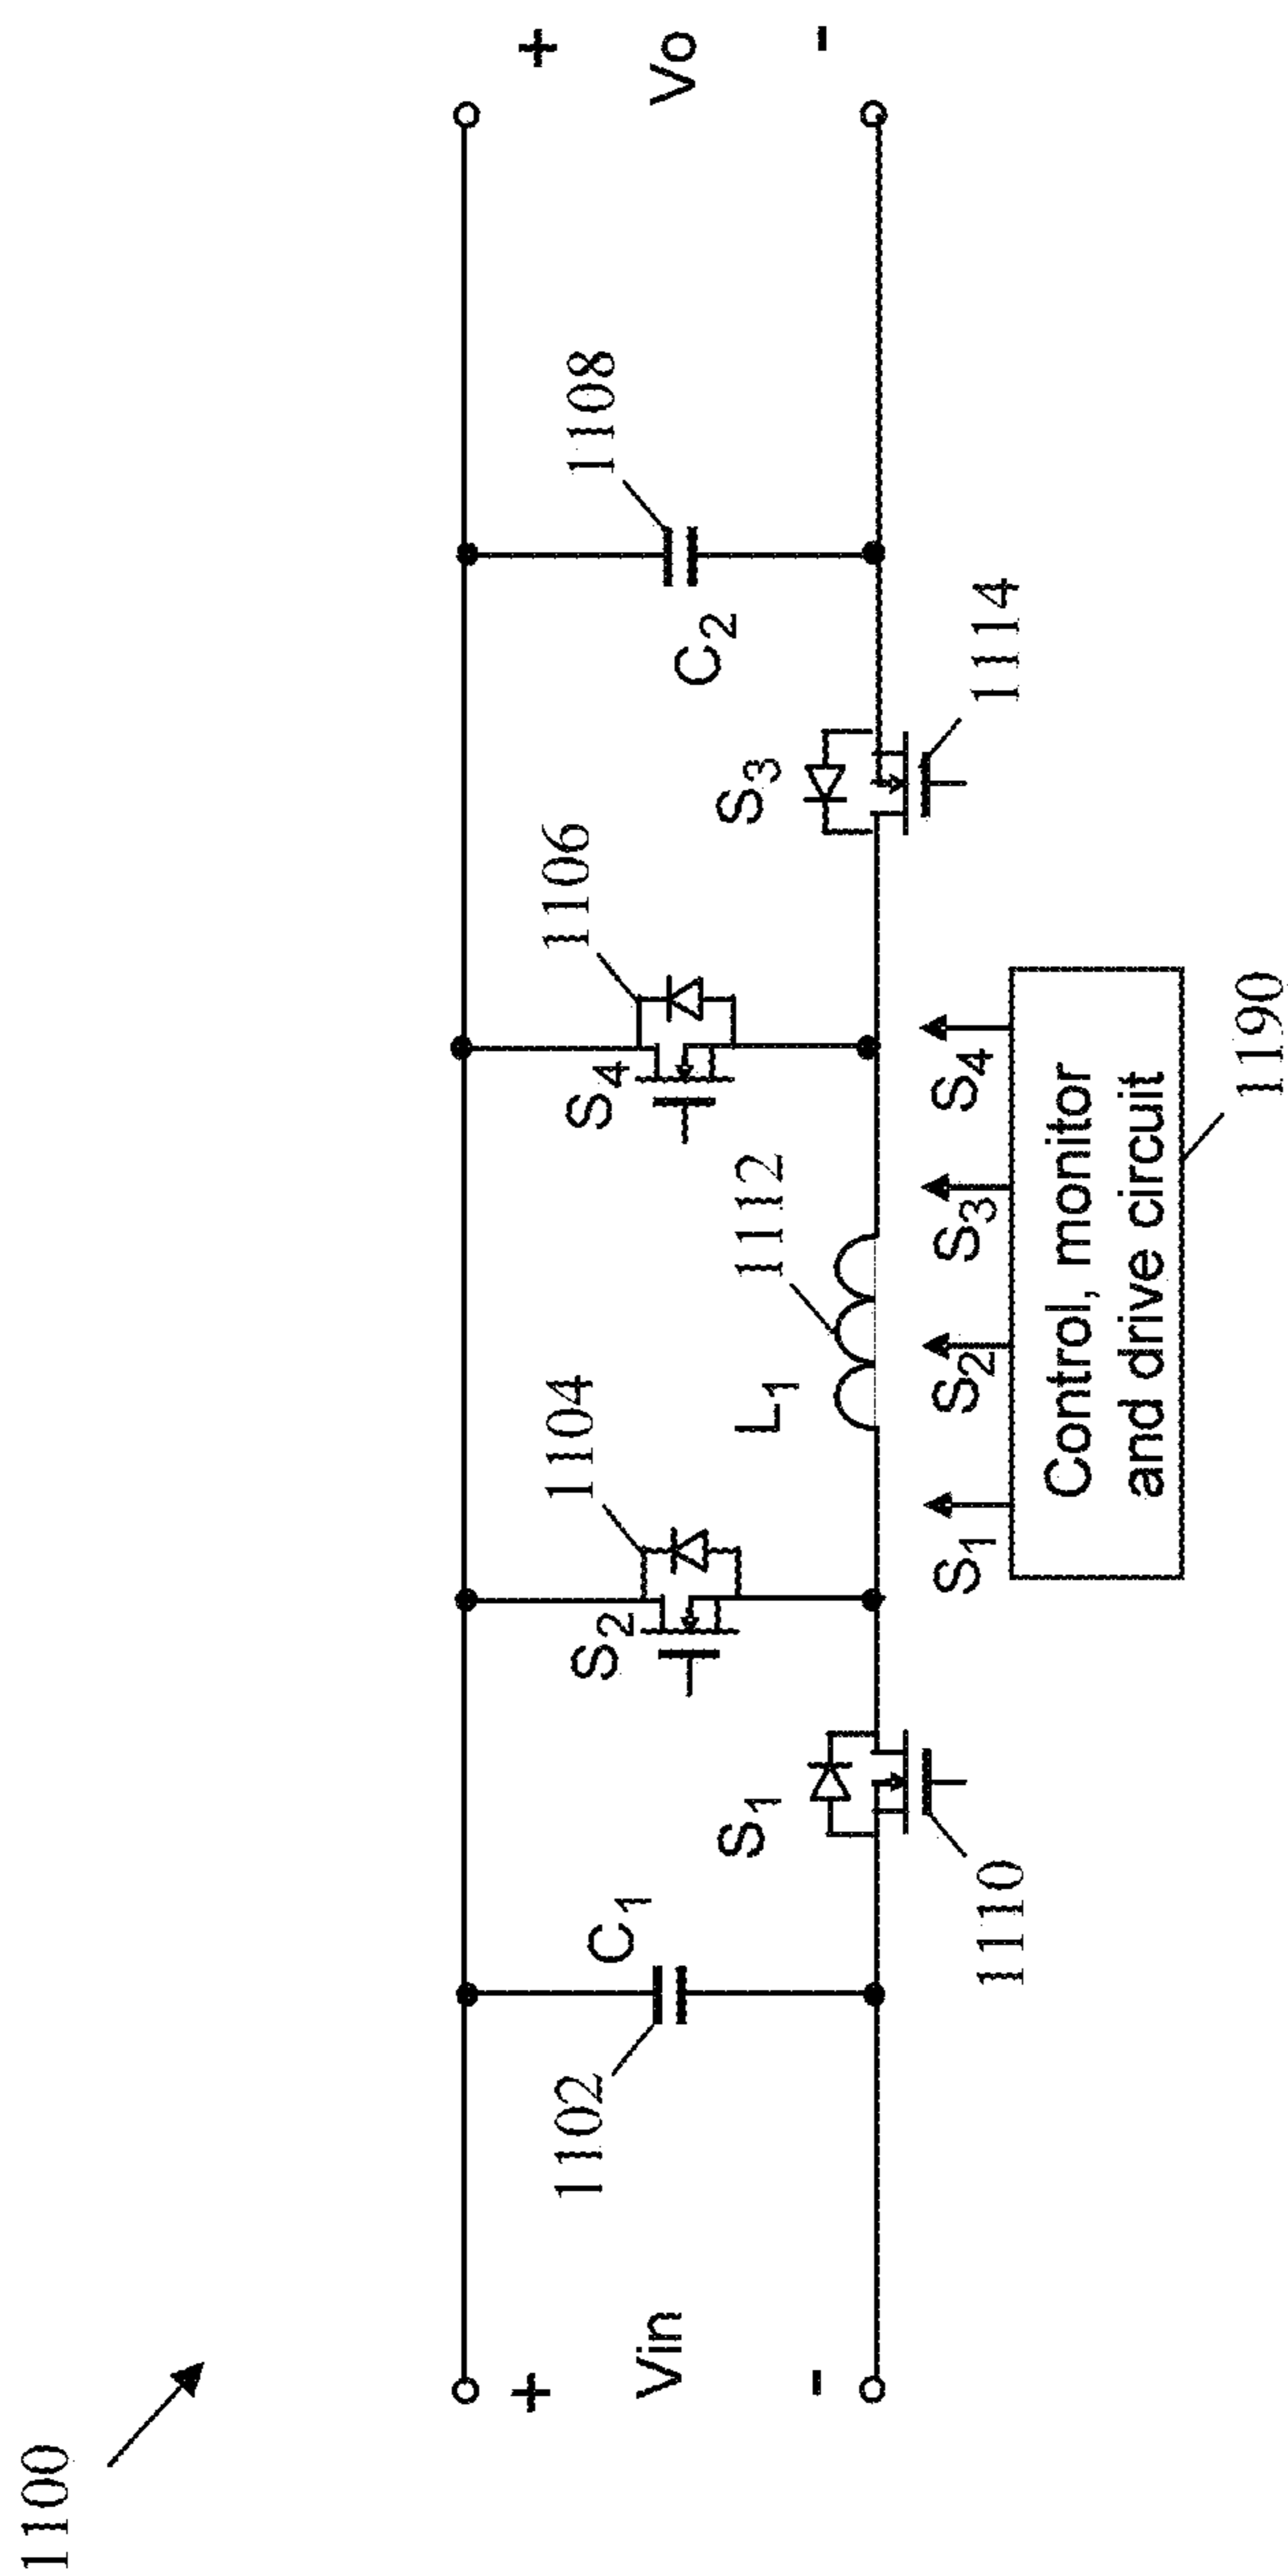 1100
+
Vin
-
1102
C1
S1
1110
S2
1104
L1
1112
S4
1106
S3
1114
C2
1108
+
Vo
-
S1
S2
S3
S4
Control, monitor
and drive circuit
1190